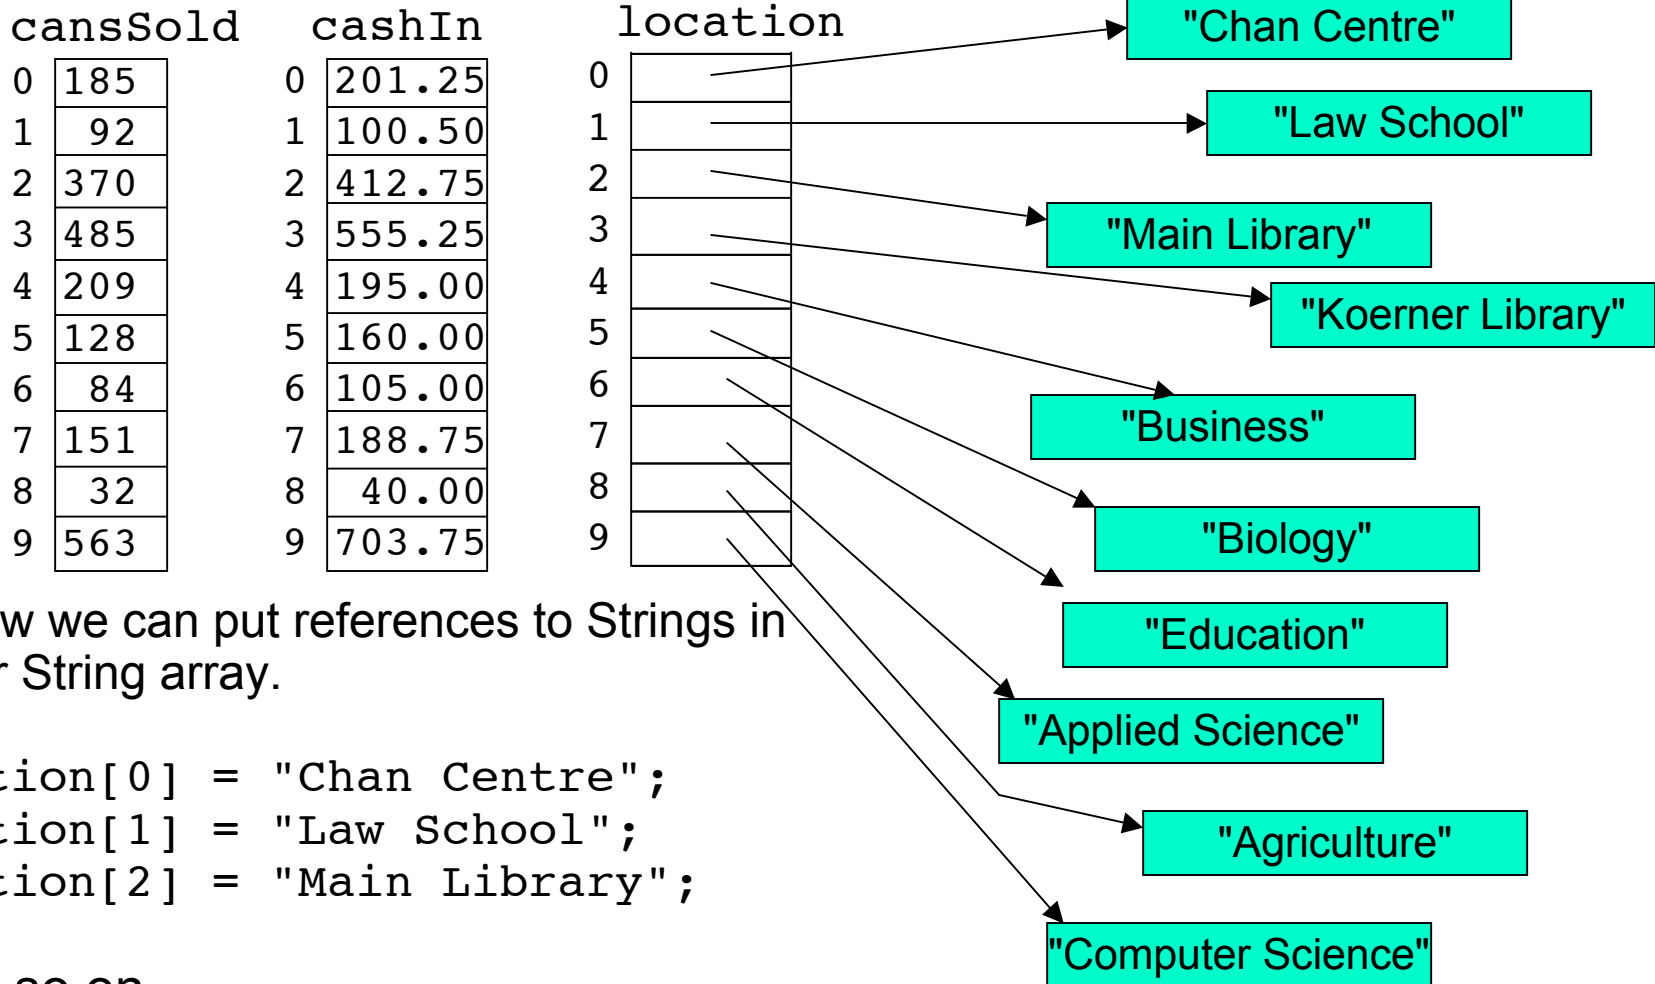 cansSold cashIn location
"Chan Centre"
0 185 0 201.25 0
1 92 1 100.50 1
"Law School"
2 370 2 412.75 2
3 485 3 555.25 3
"Main Library"
4 209 4 195.00 4
"Koerner Library"
5 128 5 160.00 5
6 84 6 105.00 6
"Business"
7 151 7 188.75 7
8 32 8 40.00 8
9 563 9 703.75 9
"Biology"
w we can put references to Strings in
"Education"
r String array.
"Applied Science"
tion[0] = "Chan Centre";
tion[1] = "Law School";
"Agriculture"
tion[2] = "Main Library";
"Computer Science"
so on